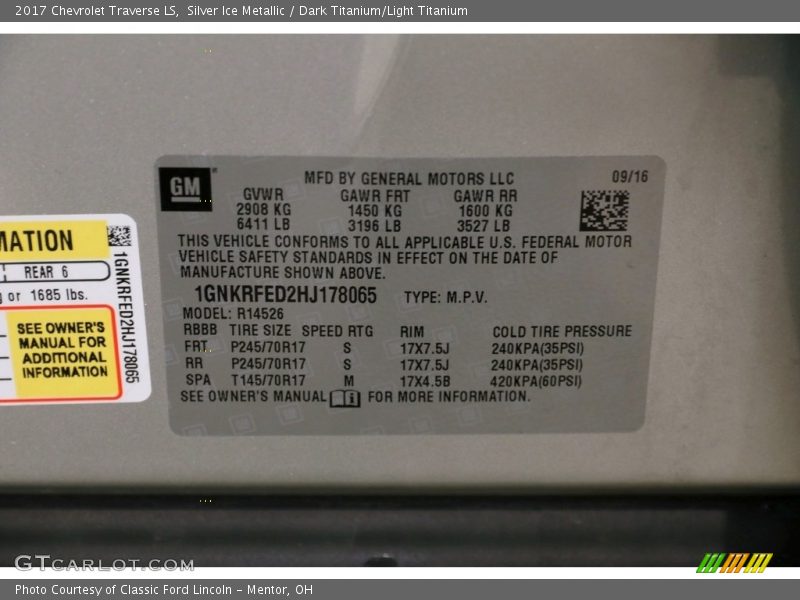 2017 Chevrolet Traverse LS,  Silver Ice Metallic / Dark Titanium/Light Titanium
GM
MFD BY GENERAL MOTORS LLC 09/16
GVWR GAWR FRT GAWR RR
2908 KG 1450 KG 1600 KG
6411 LB 3196 LB 3527 LB
THIS VEHICLE CONFORMS TO ALL APPLICABLE U.S. FEDERAL MOTOR
VEHICLE SAFETY STANDARDS IN EFFECT ON THE DATE OF
MANUFACTURE SHOWN ABOVE.
1GNKRFED2HJ178065 TYPE: M.P.V.
MODEL: R14526
RBBB TIRE SIZE SPEED RTG RIM COLD TIRE PRESSURE
FRT P245/70R17 S 17X7.5J 240KPA(35PSI)
RR P245/70R17 S 17X7.5J 240KPA(35PSI)
SPA T145/70R17 M 17X4.5B 420KPA(60PSI)
SEE OWNER'S MANUAL FOR MORE INFORMATION.
MATION
REAR 6
or 1685 lbs.
SEE OWNER'S
MANUAL FOR
ADDITIONAL
INFORMATION
1GNKRFED2HJ178065
GTCARLOT.COM
Photo Courtesy of Classic Ford Lincoln - Mentor, OH